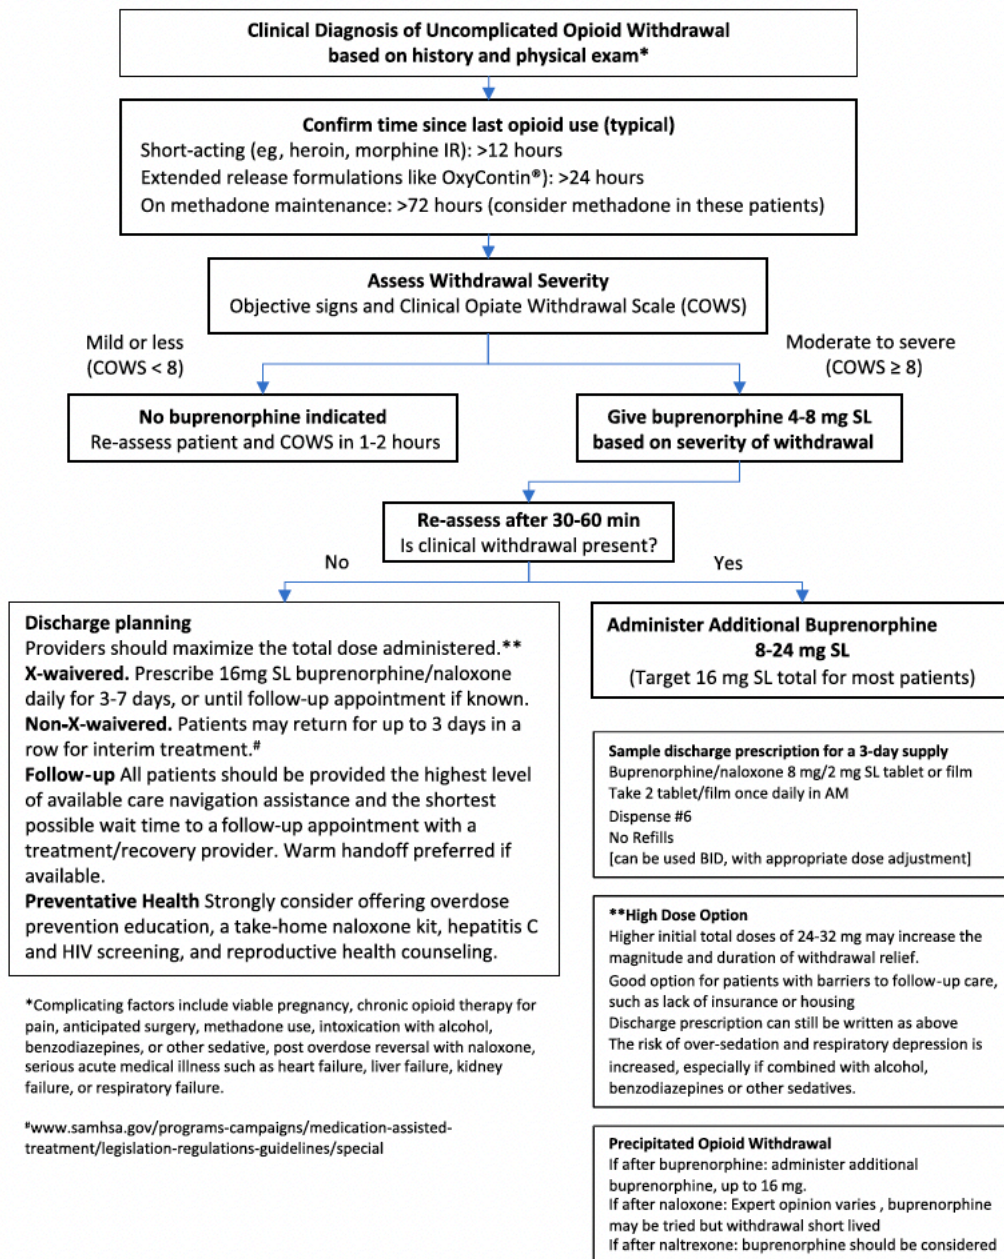 Clinical Diagnosis of Uncomplicated Opioid Withdrawal
based on history and physical exam*
Confirm time since last opioid use (typical)
Short-acting (eg, heroin, morphine IR): >12 hours
Extended release formulations like OxyContin®): >24 hours
On methadone maintenance: >72 hours (consider methadone in these patients)
Assess Withdrawal Severity
Objective signs and Clinical Opiate Withdrawal Scale (COWS)
Mild or less
(COWS < 8)
Moderate to severe
(COWS ≥ 8)
No buprenorphine indicated
Re-assess patient and COWS in 1-2 hours
Give buprenorphine 4-8 mg SL
based on severity of withdrawal
Re-assess after 30-60 min
Is clinical withdrawal present?
No
Yes
Discharge planning
Providers should maximize the total dose administered.**
X-waivered. Prescribe 16mg SL buprenorphine/naloxone
daily for 3-7 days, or until follow-up appointment if known.
Non-X-waivered. Patients may return for up to 3 days in a
row for interim treatment.#
Follow-up All patients should be provided the highest level
of available care navigation assistance and the shortest
possible wait time to a follow-up appointment with a
treatment/recovery provider. Warm handoff preferred if
available.
Preventative Health Strongly consider offering overdose
prevention education, a take-home naloxone kit, hepatitis C
and HIV screening, and reproductive health counseling.
Administer Additional Buprenorphine
8-24 mg SL
(Target 16 mg SL total for most patients)
Sample discharge prescription for a 3-day supply
Buprenorphine/naloxone 8 mg/2 mg SL tablet or film
Take 2 tablet/film once daily in AM
Dispense #6
No Refills
[can be used BID, with appropriate dose adjustment]
**High Dose Option
Higher initial total doses of 24-32 mg may increase the
magnitude and duration of withdrawal relief.
Good option for patients with barriers to follow-up care,
such as lack of insurance or housing
Discharge prescription can still be written as above
The risk of over-sedation and respiratory depression is
increased, especially if combined with alcohol,
benzodiazepines or other sedatives.
*Complicating factors include viable pregnancy, chronic opioid therapy for
pain, anticipated surgery, methadone use, intoxication with alcohol,
benzodiazepines, or other sedative, post overdose reversal with naloxone,
serious acute medical illness such as heart failure, liver failure, kidney
failure, or respiratory failure.
#www.samhsa.gov/programs-campaigns/medication-assisted-
treatment/legislation-regulations-guidelines/special
Precipitated Opioid Withdrawal
If after buprenorphine: administer additional
buprenorphine, up to 16 mg.
If after naloxone: Expert opinion varies , buprenorphine
may be tried but withdrawal short lived
If after naltrexone: buprenorphine should be considered